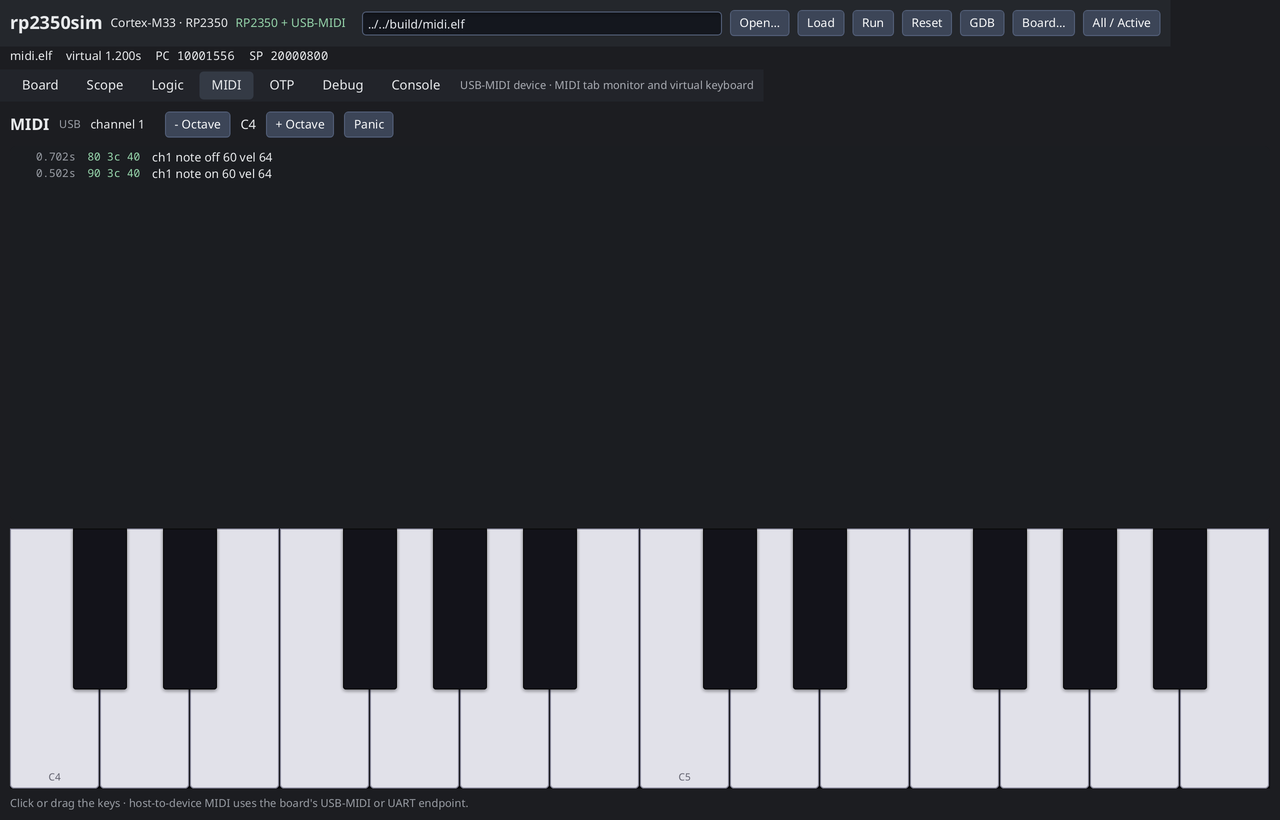 rp2350sim Cortex-M33 · RP2350 RP2350 + USB-MIDI ../../build/midi.elf Open... Load Run Reset GDB Board... All / Active
midi.elf virtual 1.200s PC 10001556 SP 20000800
Board Scope Logic MIDI OTP Debug Console USB-MIDI device · MIDI tab monitor and virtual keyboard
MIDI USB channel 1 - Octave C4 + Octave Panic
0.702s 80 3c 40 ch1 note off 60 vel 64
0.502s 90 3c 40 ch1 note on 60 vel 64
C4 C5
Click or drag the keys · host-to-device MIDI uses the board's USB-MIDI or UART endpoint.